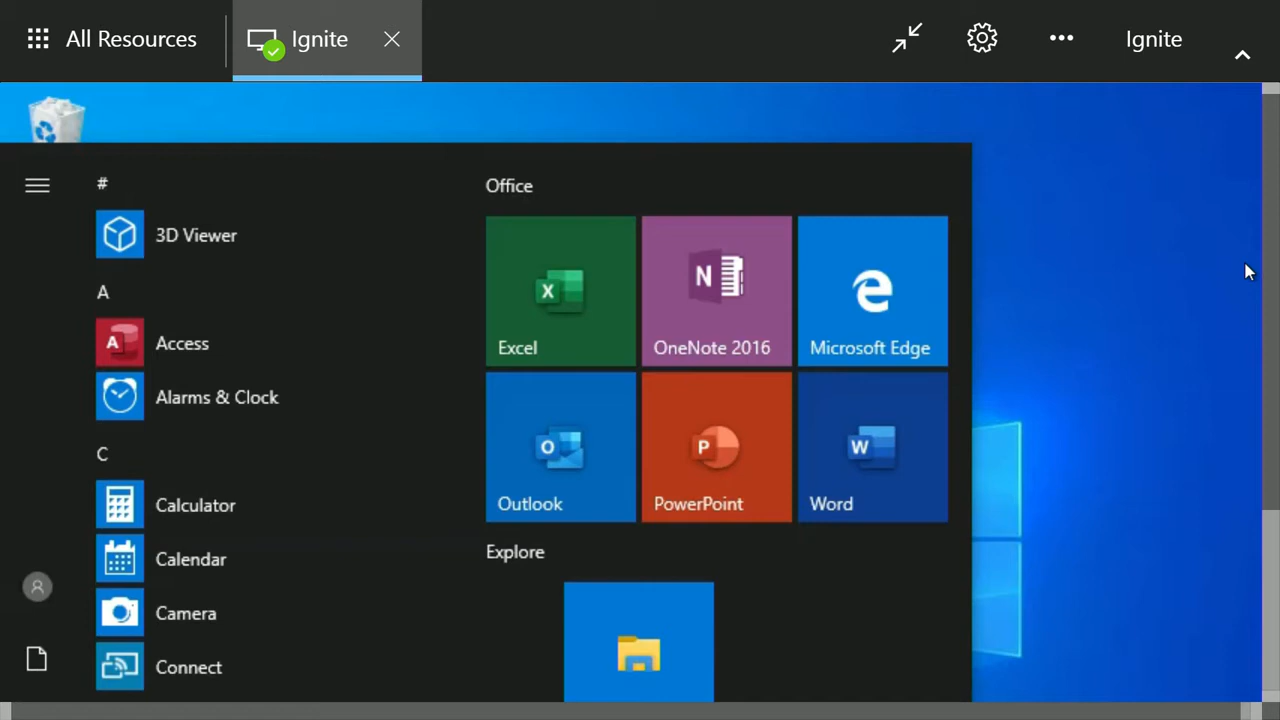 All Resources
Ignite
Ignite
#
3D Viewer
A
Access
Alarms & Clock
C
Calculator
Calendar
Camera
Connect
Office
Excel
OneNote 2016
Microsoft Edge
Outlook
PowerPoint
Word
Explore